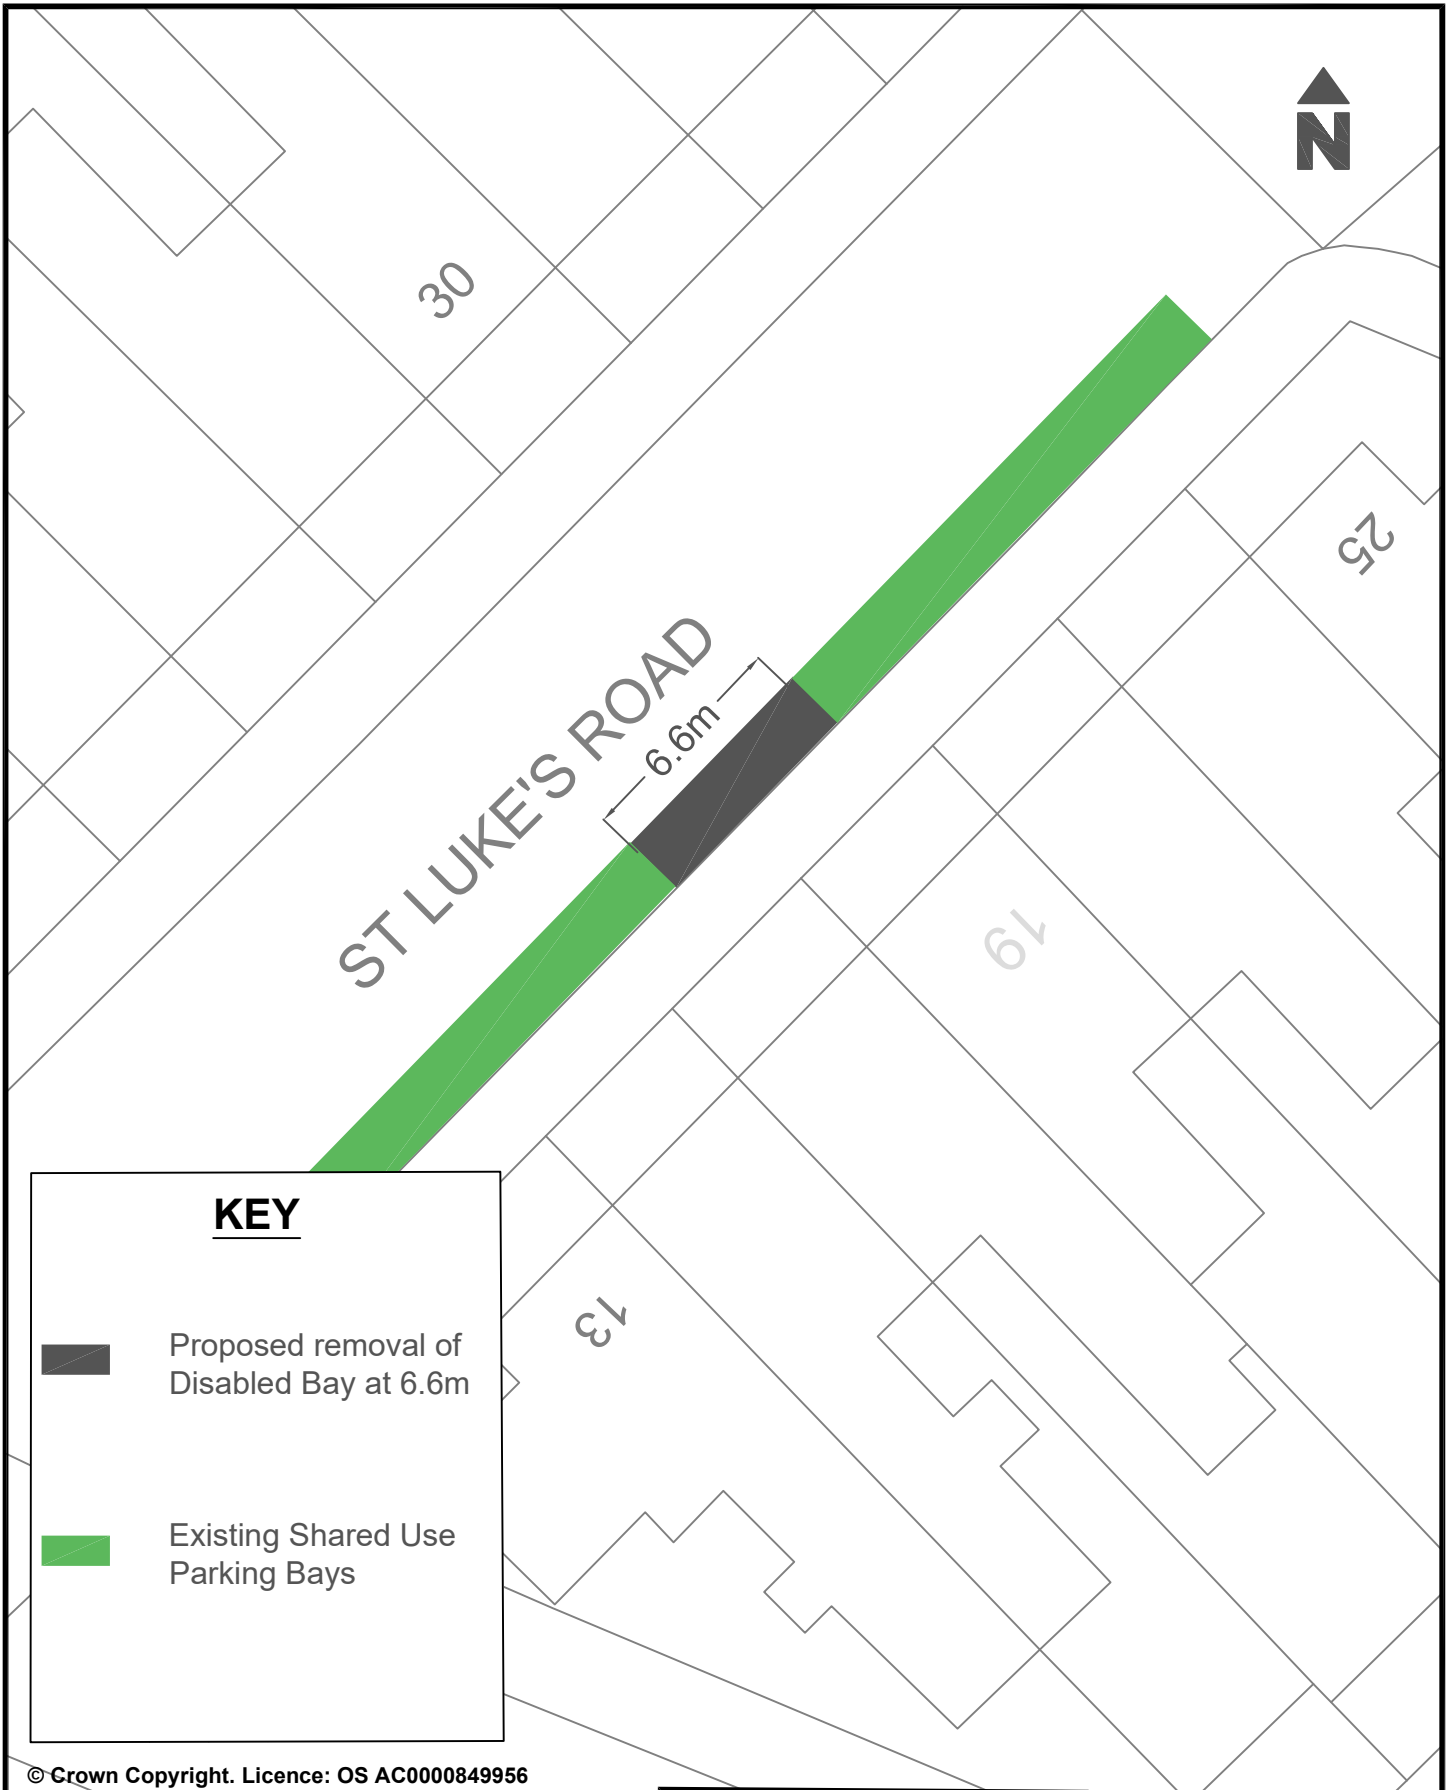 N
30
25
ST LUKE'S ROAD
6.6m
19
13
KEY
Proposed removal of
Disabled Bay at 6.6m
Existing Shared Use
Parking Bays
© Crown Copyright. Licence: OS AC0000849956